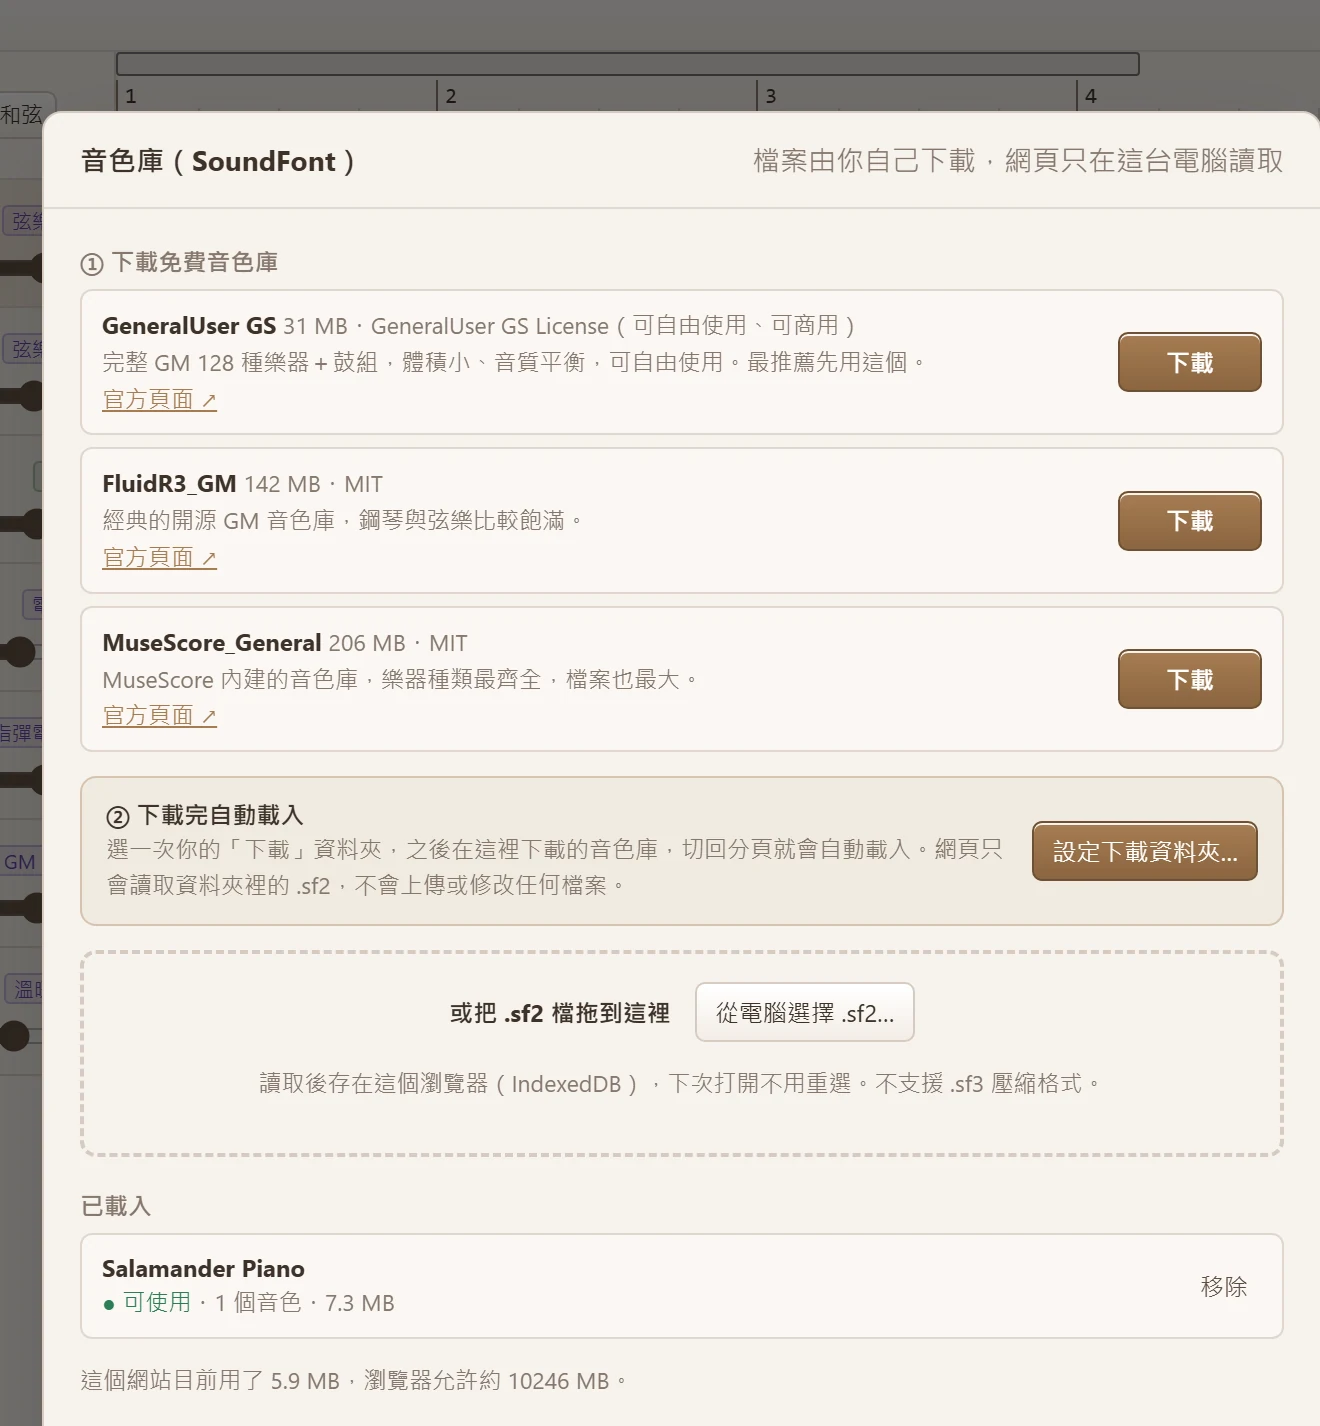 1
2
3
4
和弦
音色庫（SoundFont）
檔案由你自己下載，網頁只在這台電腦讀取
① 下載免費音色庫
GeneralUser GS 31 MB · GeneralUser GS License（可自由使用、可商用）
完整 GM 128 種樂器＋鼓組，體積小、音質平衡，可自由使用。最推薦先用這個。
官方頁面 ↗
下載
FluidR3_GM 142 MB · MIT
經典的開源 GM 音色庫，鋼琴與弦樂比較飽滿。
官方頁面 ↗
下載
MuseScore_General 206 MB · MIT
MuseScore 內建的音色庫，樂器種類最齊全，檔案也最大。
官方頁面 ↗
下載
② 下載完自動載入
選一次你的「下載」資料夾，之後在這裡下載的音色庫，切回分頁就會自動載入。網頁只
會讀取資料夾裡的 .sf2，不會上傳或修改任何檔案。
設定下載資料夾...
或把 .sf2 檔拖到這裡
從電腦選擇 .sf2...
讀取後存在這個瀏覽器（IndexedDB），下次打開不用重選。不支援 .sf3 壓縮格式。
已載入
Salamander Piano
● 可使用 · 1 個音色 · 7.3 MB
移除
這個網站目前用了 5.9 MB，瀏覽器允許約 10246 MB。
GM